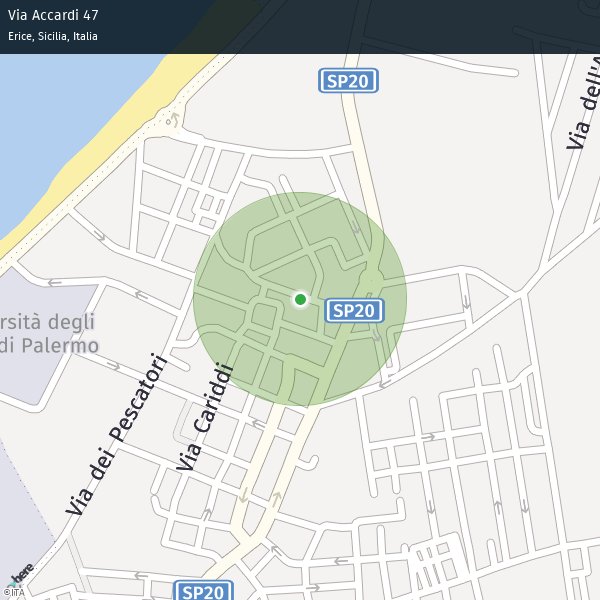 Via Accardi 47
Erice, Sicilia, Italia
SP20
Via dell'A
SP20
rsità degli
di Palermo
Via dei Pescatori
Via Cariddi
here
©ITA
SP20